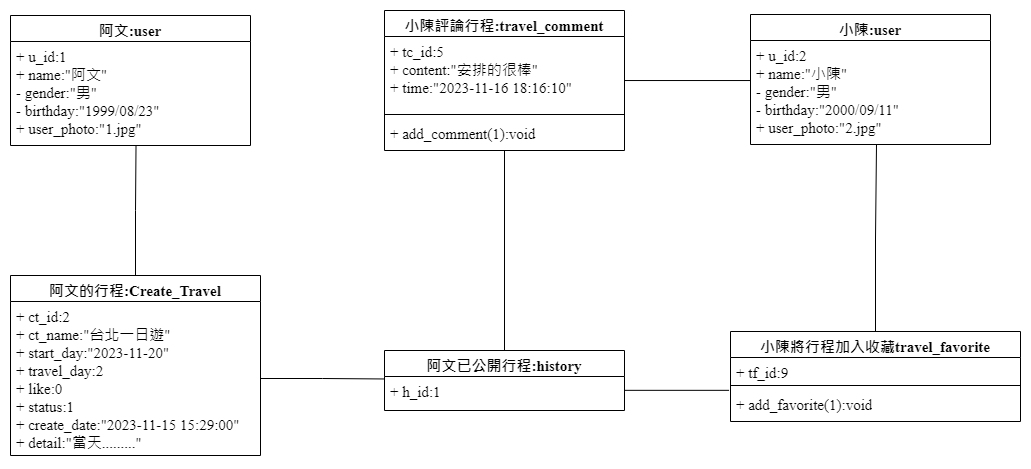 阿文:user
+ u_id:1
+ name:"阿文"
- gender:"男"
- birthday:"1999/08/23"
+ user_photo:"1.jpg"
小陳評論行程:travel_comment
+ tc_id:5
+ content:"安排的很棒"
+ time:"2023-11-16 18:16:10"
+ add_comment(1):void
小陳:user
+ u_id:2
+ name:"小陳"
- gender:"男"
- birthday:"2000/09/11"
+ user_photo:"2.jpg"
阿文的行程:Create_Travel
+ ct_id:2
+ ct_name:"台北一日遊"
+ start_day:"2023-11-20"
+ travel_day:2
+ like:0
+ status:1
+ create_date:"2023-11-15 15:29:00"
+ detail:"當天........."
阿文已公開行程:history
+ h_id:1
小陳將行程加入收藏travel_favorite
+ tf_id:9
+ add_favorite(1):void